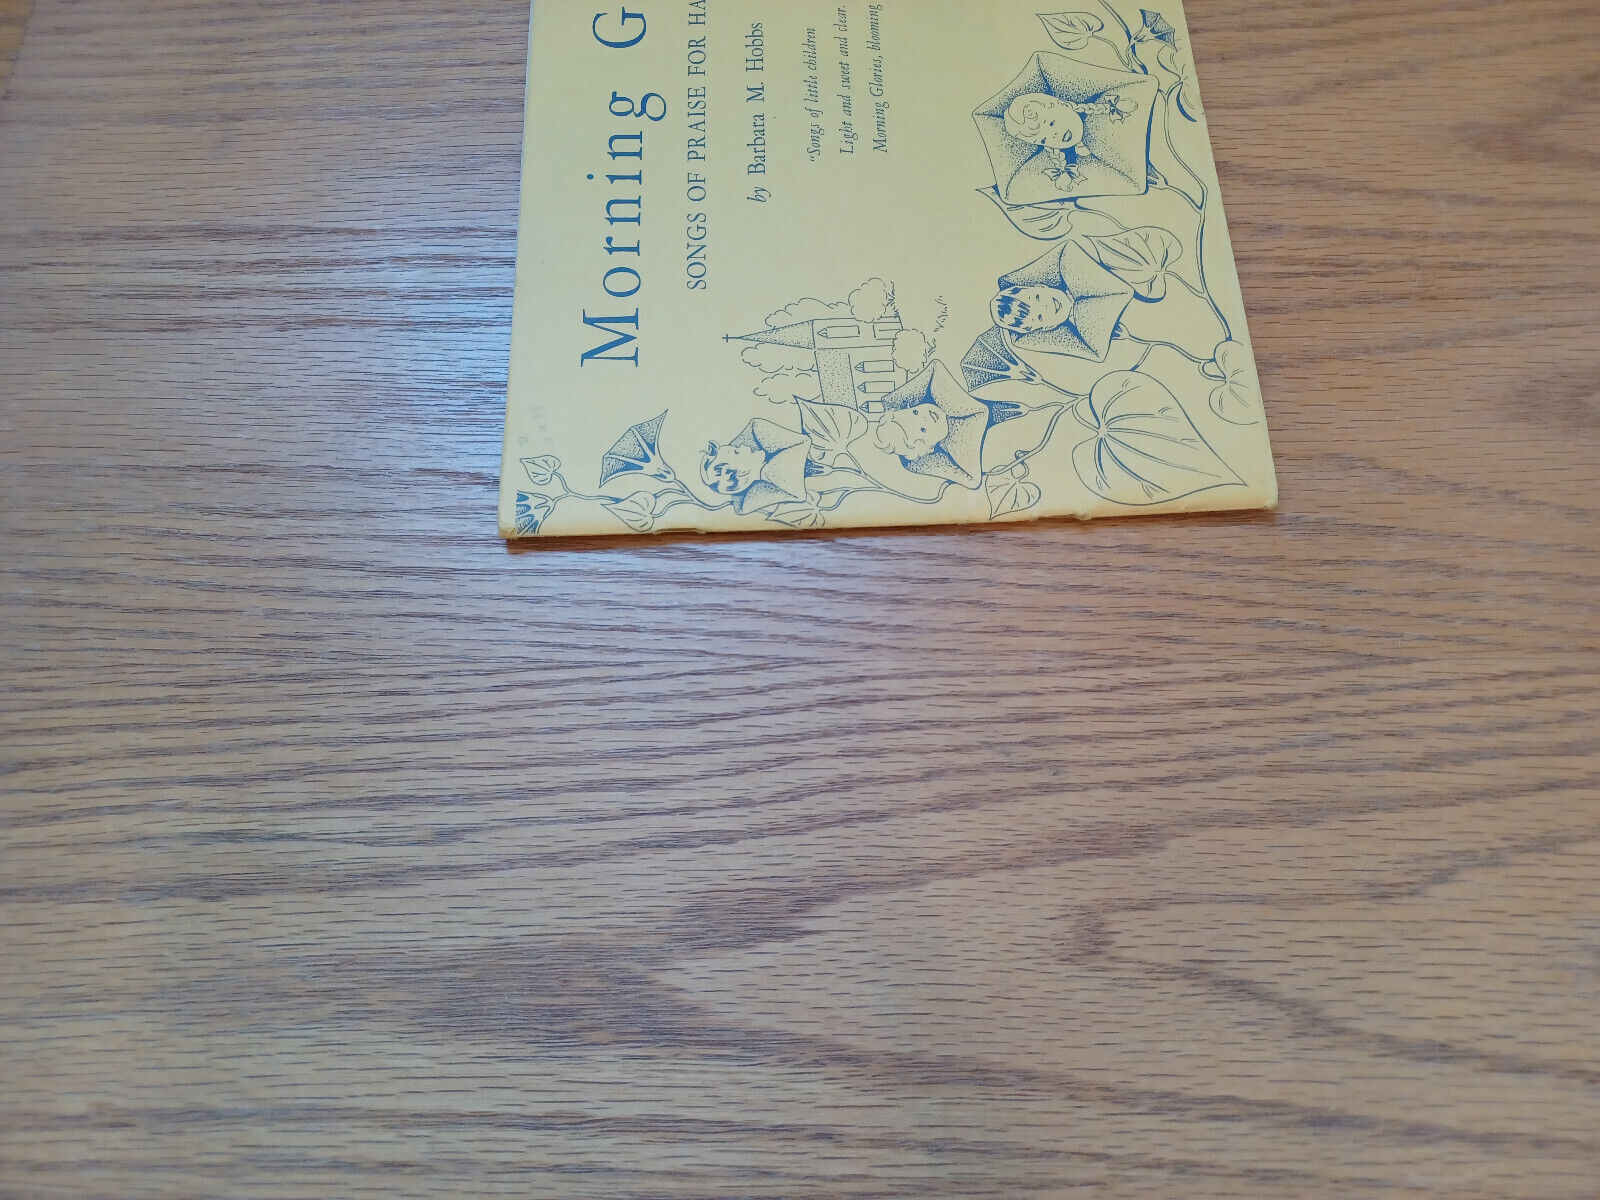 Morning G
SONGS OF PRAISE FOR HA
by Barbara M. Hobbs
"Songs of little children
Light and sweet and clear.
Morning Glories, blooming